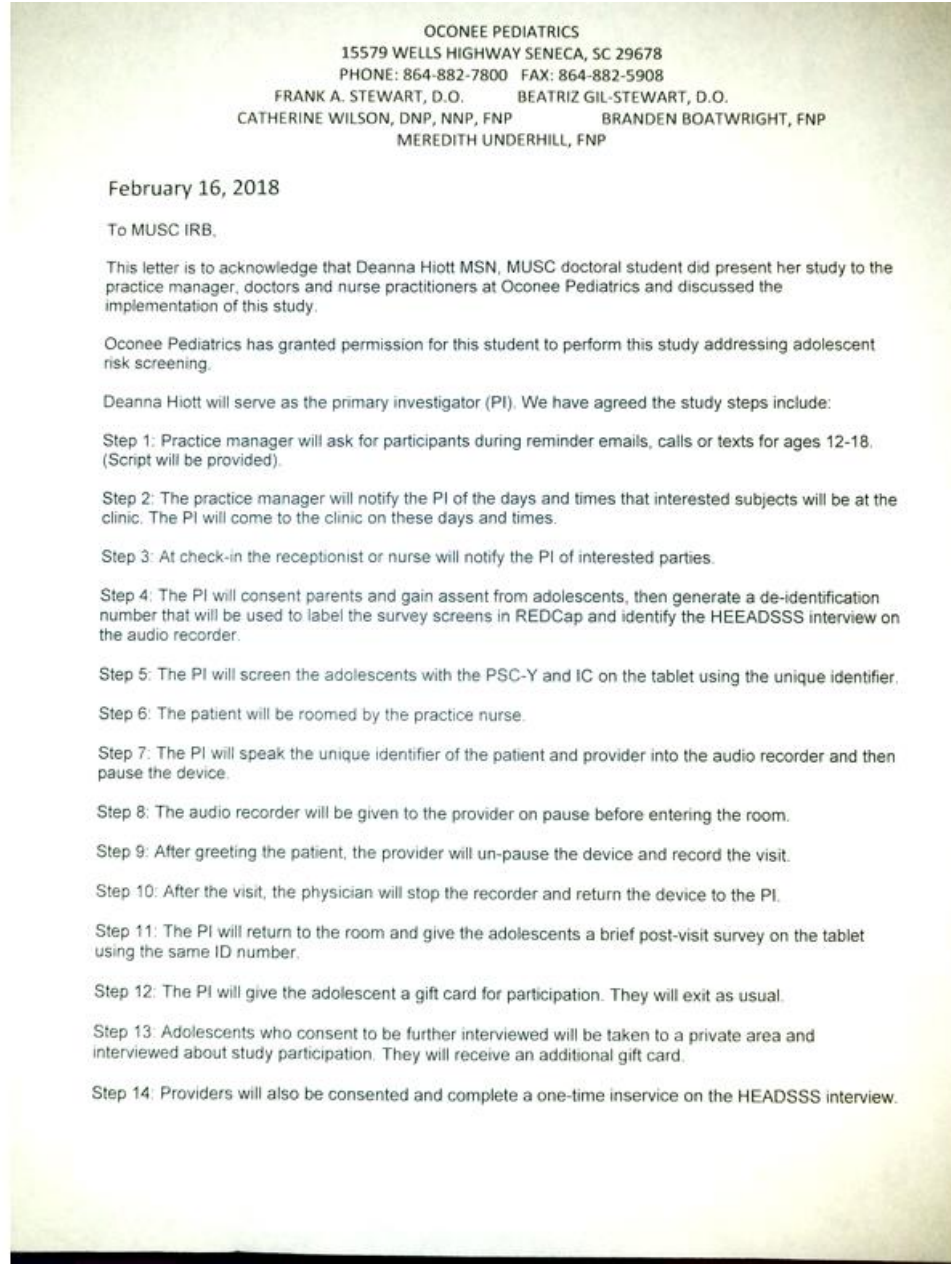 OCONEE PEDIATRICS
15579 WELLS HIGHWAY SENECA, SC 29678
PHONE: 864-882-7800 FAX: 864-882-5908
FRANK A. STEWART, D.O. BEATRIZ GIL-STEWART, D.O.
CATHERINE WILSON, DNP, NNP, FNP BRANDEN BOATWRIGHT, FNP
MEREDITH UNDERHILL, FNP
February 16, 2018
To MUSC IRB,
This letter is to acknowledge that Deanna Hiott MSN, MUSC doctoral student did present her study to the
practice manager, doctors and nurse practitioners at Oconee Pediatrics and discussed the
implementation of this study.
Oconee Pediatrics has granted permission for this student to perform this study addressing adolescent
risk screening.
Deanna Hiott will serve as the primary investigator (PI). We have agreed the study steps include:
Step 1: Practice manager will ask for participants during reminder emails, calls or texts for ages 12-18.
(Script will be provided).
Step 2: The practice manager will notify the PI of the days and times that interested subjects will be at the
clinic. The PI will come to the clinic on these days and times.
Step 3: At check-in the receptionist or nurse will notify the PI of interested parties.
Step 4: The PI will consent parents and gain assent from adolescents, then generate a de-identification
number that will be used to label the survey screens in REDCap and identify the HEEADSSS interview on
the audio recorder.
Step 5: The PI will screen the adolescents with the PSC-Y and IC on the tablet using the unique identifier.
Step 6: The patient will be roomed by the practice nurse.
Step 7: The PI will speak the unique identifier of the patient and provider into the audio recorder and then
pause the device.
Step 8: The audio recorder will be given to the provider on pause before entering the room.
Step 9: After greeting the patient, the provider will un-pause the device and record the visit.
Step 10: After the visit, the physician will stop the recorder and return the device to the PI.
Step 11: The PI will return to the room and give the adolescents a brief post-visit survey on the tablet
using the same ID number.
Step 12: The PI will give the adolescent a gift card for participation. They will exit as usual.
Step 13: Adolescents who consent to be further interviewed will be taken to a private area and
interviewed about study participation. They will receive an additional gift card.
Step 14: Providers will also be consented and complete a one-time inservice on the HEADSSS interview.